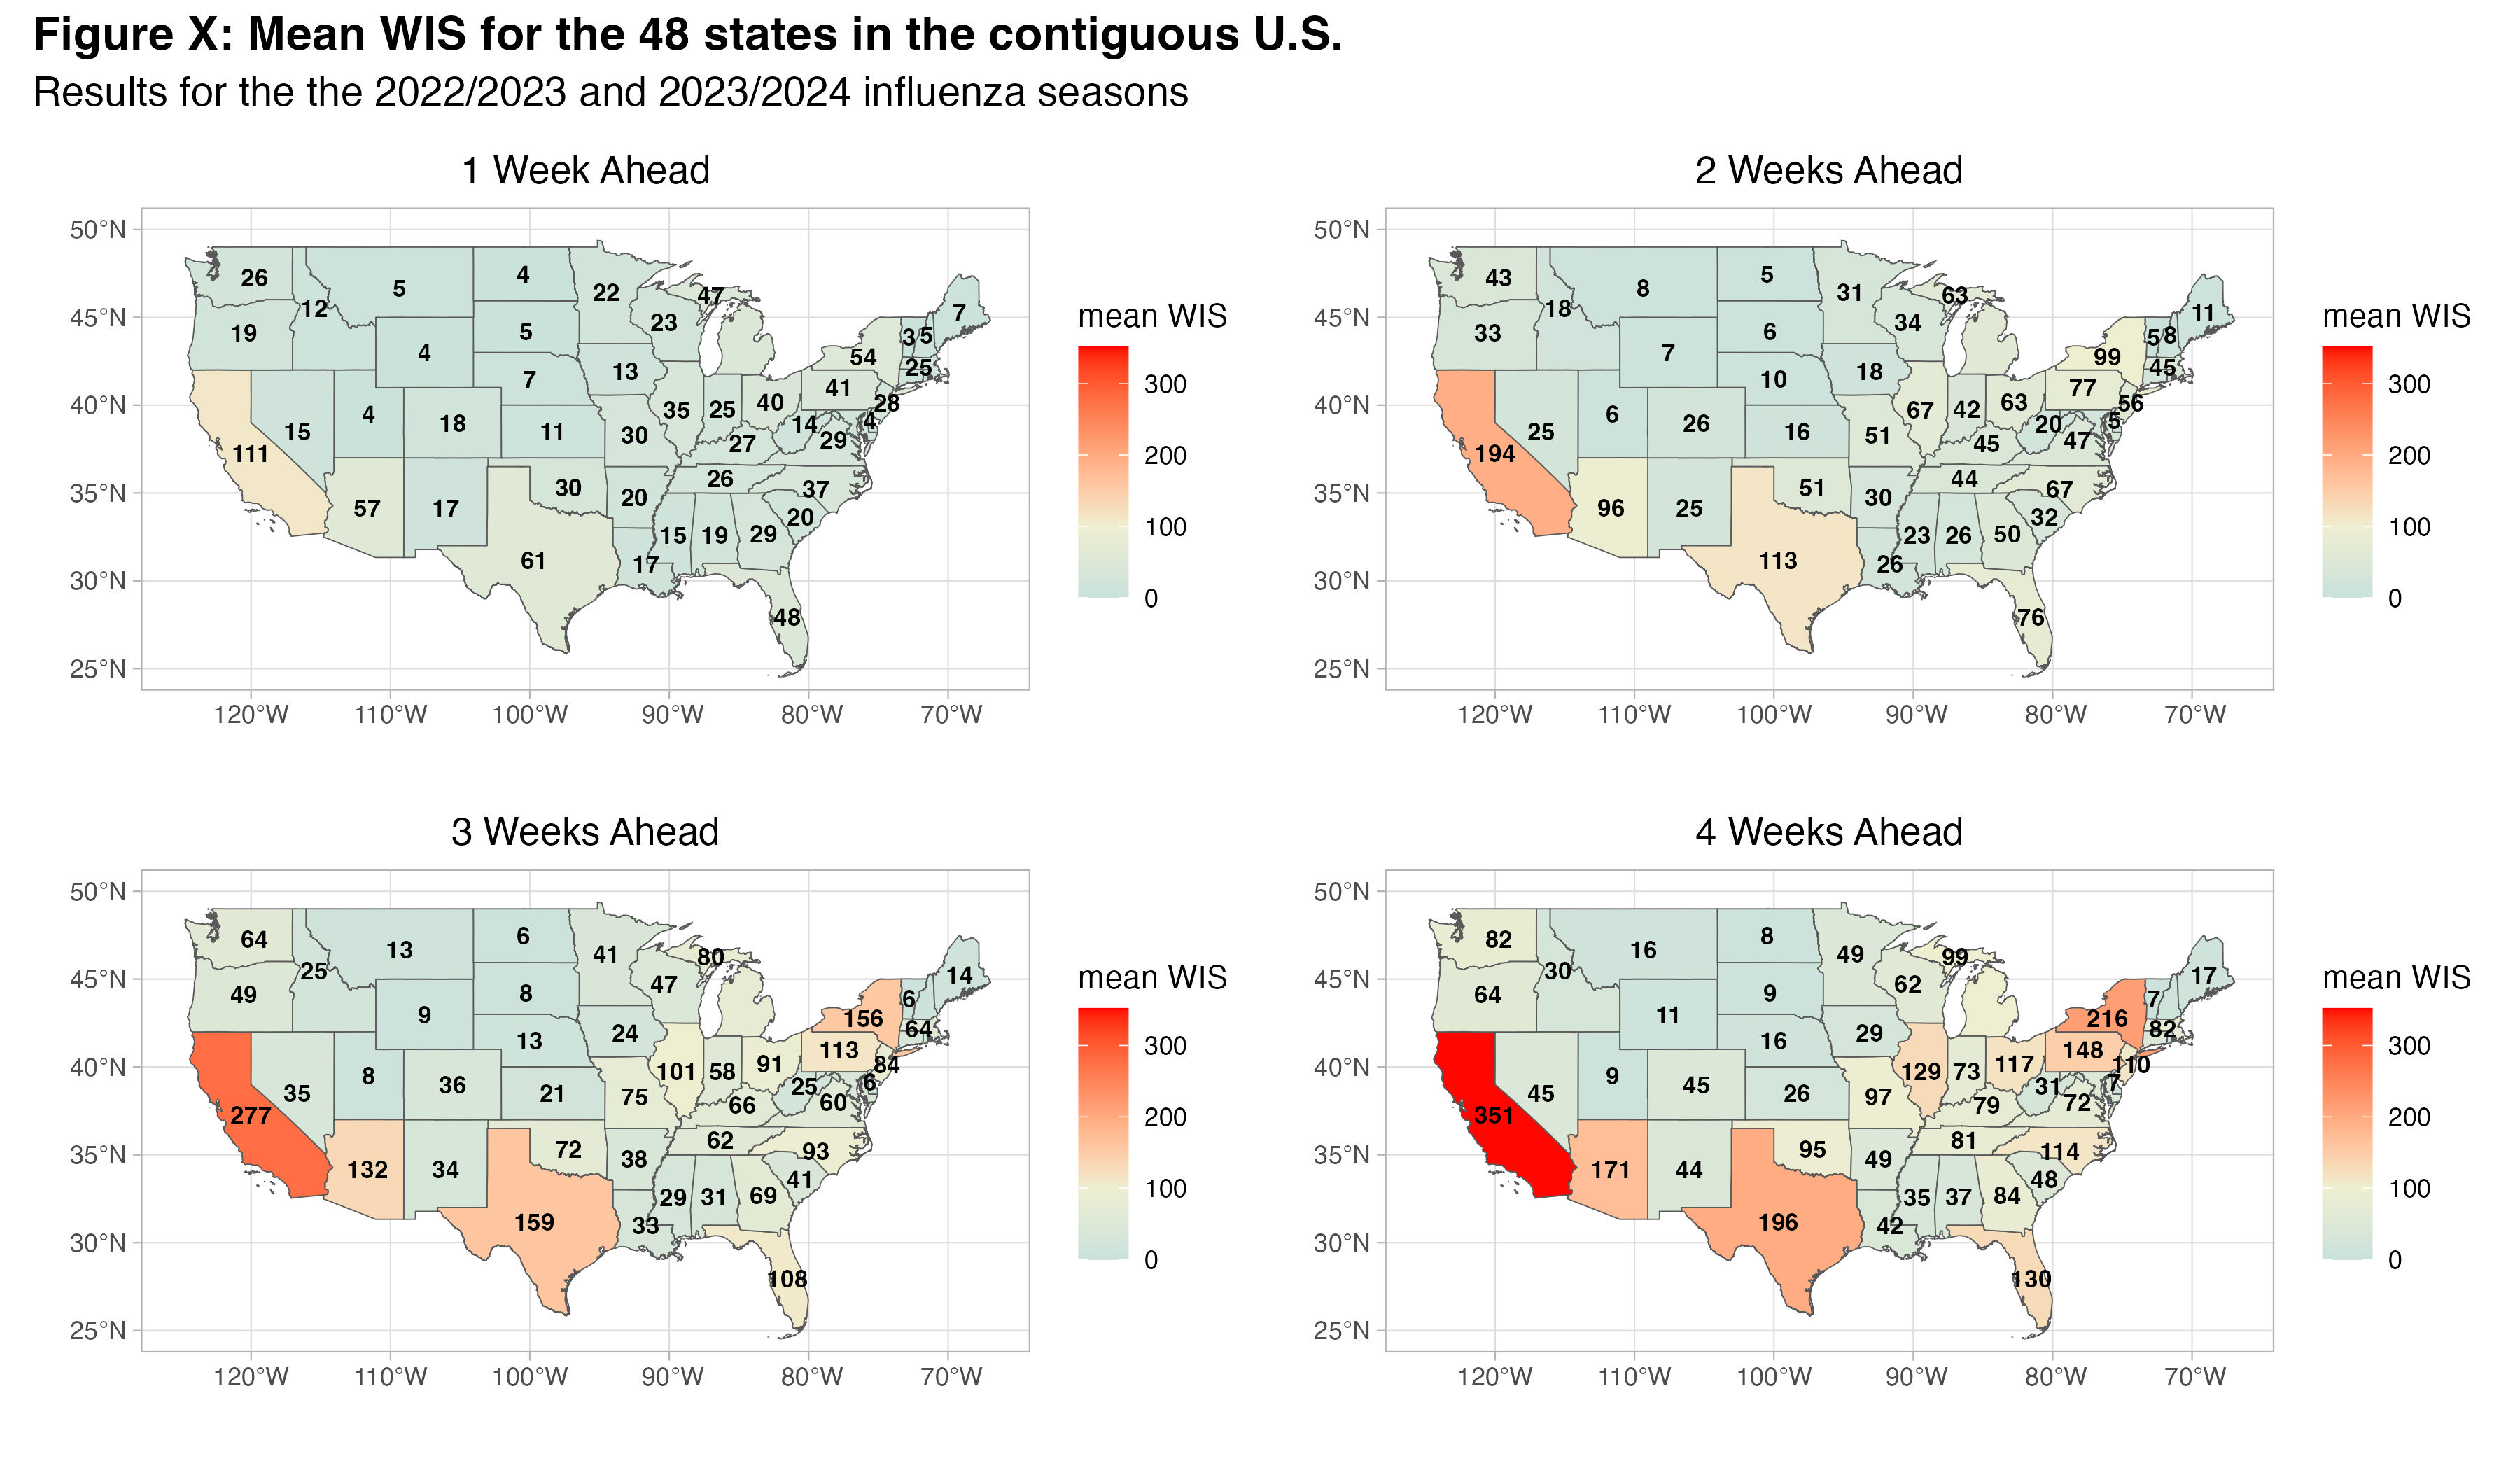 Figure X: Mean WIS for the 48 states in the contiguous U.S.
Results for the the 2022/2023 and 2023/2024 influenza seasons
1 Week Ahead
50°N
45°N
40°N
35°N
30°N
25°N
120°W 110°W 100°W 90°W 80°W 70°W
26 5 4 22 47 7
19 12 5 23 3 5
4 13 54 25
7 41
111 15 4 18 11 30 35 25 40 28
14 4
27 29
57 17 30 20 26 37
20
61 15 19 29
17
48
mean WIS
300
200
100
0
2 Weeks Ahead
50°N
45°N
40°N
35°N
30°N
25°N
120°W 110°W 100°W 90°W 80°W 70°W
43 8 5 31 63 11
33 18 6 34 5 8
7 18 99 45
10 77
194 25 6 26 16 51 67 42 63 56
20 5
45 47
96 25 51 30 44 67
32
113 23 26 50
26
76
mean WIS
300
200
100
0
3 Weeks Ahead
50°N
45°N
40°N
35°N
30°N
25°N
120°W 110°W 100°W 90°W 80°W 70°W
64 13 6 41 80 14
49 25 8 47 6
9 24 156 64
13 113
277 35 8 36 21 75 101 58 91 84
25 6
66 60
132 34 72 38 62 93
41
159 29 31 69
33
108
mean WIS
300
200
100
0
4 Weeks Ahead
50°N
45°N
40°N
35°N
30°N
25°N
120°W 110°W 100°W 90°W 80°W 70°W
82 16 8 49 99 17
64 30 9 62 7
11 29 216 82
16 148
351 45 9 45 26 97 129 73 117 110
31 7
79 72
171 44 95 49 81 114
48
196 35 37 84
42
130
mean WIS
300
200
100
0